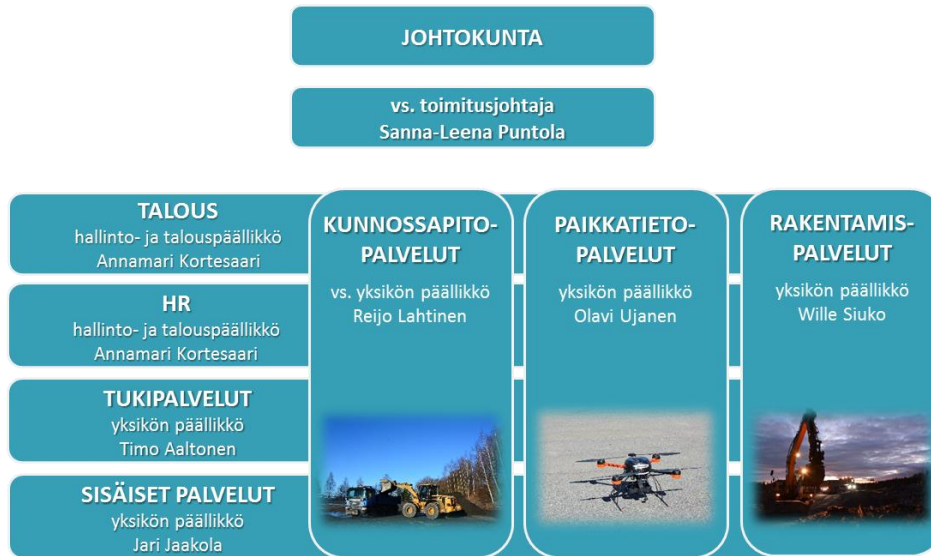 JOHTOKUNTA
vs. toimitusjohtaja
Sanna-Leena Puntola
TALOUS
hallinto- ja talouspäällikkö
Annamari Kortesaari
HR
hallinto- ja talouspäällikkö
Annamari Kortesaari
TUKIPALVELUT
yksikön päällikkö
Timo Aaltonen
SISÄISET PALVELUT
yksikön päällikkö
Jari Jaakola
KUNNOSSAPITO-
PALVELUT
vs. yksikön päällikkö
Reijo Lahtinen
PAIKKATIETO-
PALVELUT
yksikön päällikkö
Olavi Ujanen
RAKENTAMIS-
PALVELUT
yksikön päällikkö
Wille Siuko